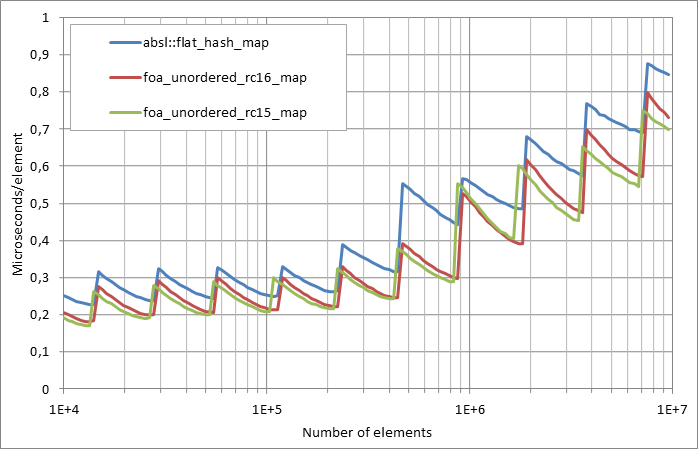 1
0,9
0,8
0,7
0,6
0,5
0,4
0,3
0,2
0,1
0
Microseconds/element
absl::flat_hash_map
foa_unordered_rc16_map
foa_unordered_rc15_map
1E+4 1E+5 1E+6 1E+7
Number of elements